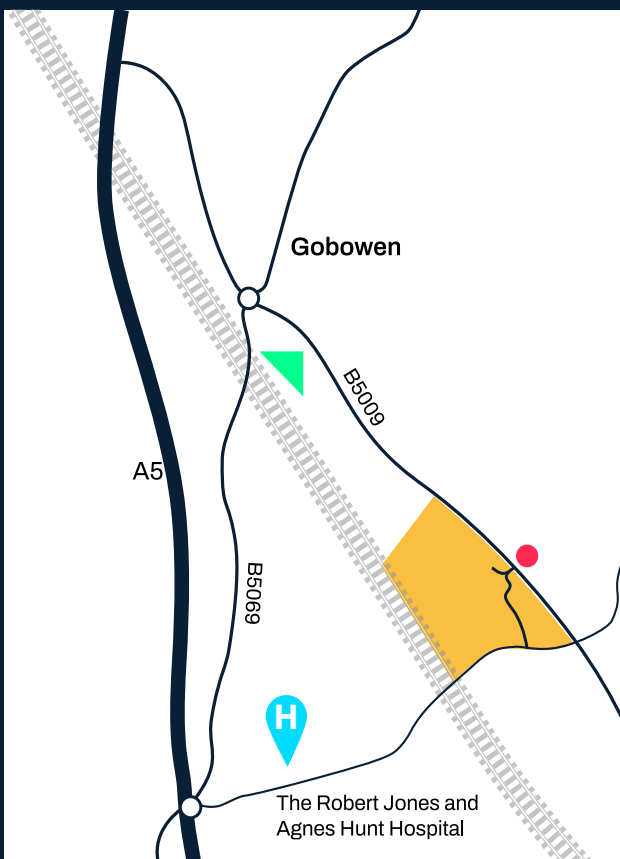 Gobowen
B5009
A5
B5069
H
The Robert Jones and
Agnes Hunt Hospital